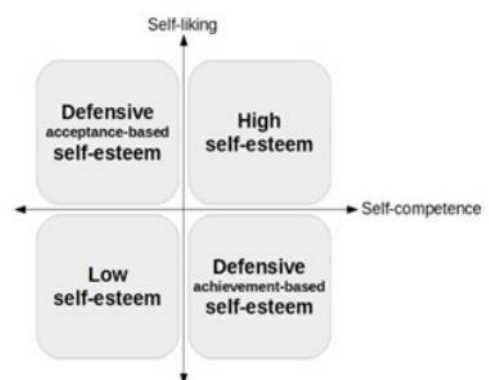 Self-liking
Defensive
acceptance-based
self-esteem
High
self-esteem
Self-competence
Low
self-esteem
Defensive
achievement-based
self-esteem